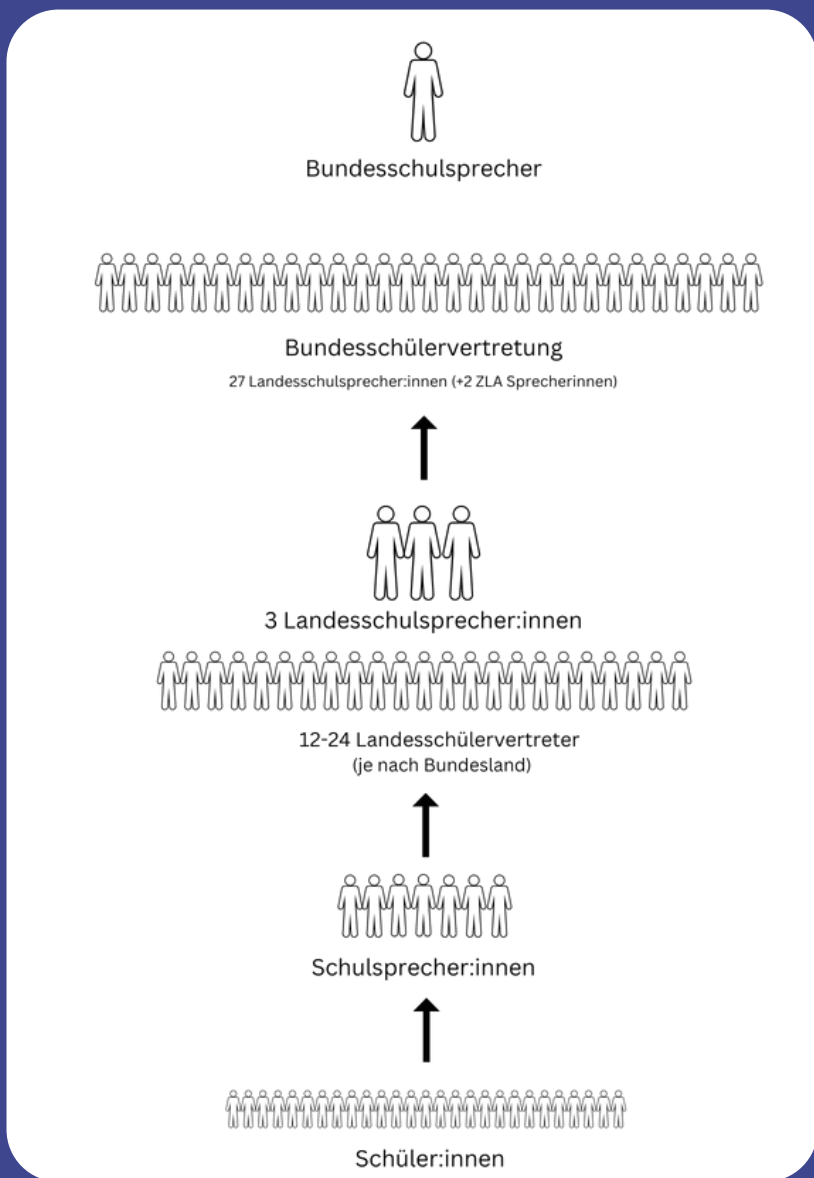 Bundesschulsprecher
Bundesschülervertretung
27 Landesschulsprecher:innen (+2 ZLA Sprecherinnen)
3 Landesschulsprecher:innen
12-24 Landesschülervertreter
(je nach Bundesland)
Schulsprecher:innen
Schüler:innen